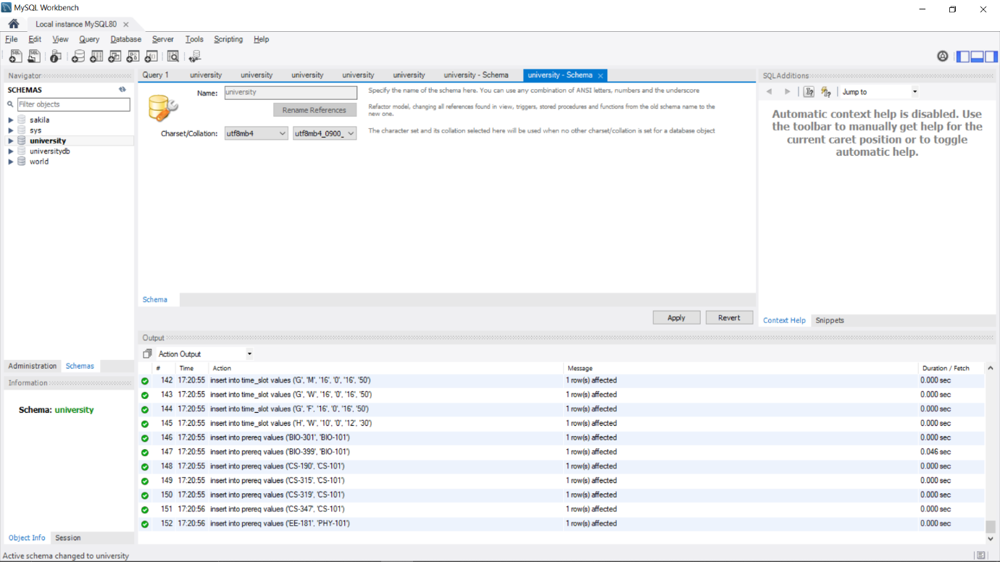 MySQL Workbench
Local instance MySQL80
File Edit View Query Database Server Tools Scripting Help
Navigator
SCHEMAS
Filter objects
sakila
sys
university
universitydb
world
Administration Schemas
Information
Schema: university
Object Info Session
Query 1 university university university university university university - Schema university - Schema
Name: university
Specify the name of the schema here. You can use any combination of ANSI letters, numbers and the underscore
Rename References
Refactor model, changing all references found in view, triggers, stored procedures and functions from the old schema name to the
new one.
Charset/Collation: utf8mb4 utf8mb4_0900_
The character set and its collation selected here will be used when no other charset/collation is set for a database object
Schema
Apply Revert
SQLAdditions
Jump to
Automatic context help is disabled. Use
the toolbar to manually get help for the
current caret position or to toggle
automatic help.
Context Help Snippets
Output
Action Output
# Time Action Message Duration / Fetch
142 17:20:55 insert into time_slot values ('G', 'M', '16', '0', '16', '50') 1 row(s) affected 0.000 sec
143 17:20:55 insert into time_slot values ('G', 'W', '16', '0', '16', '50') 1 row(s) affected 0.000 sec
144 17:20:55 insert into time_slot values ('G', 'F', '16', '0', '16', '50') 1 row(s) affected 0.000 sec
145 17:20:55 insert into time_slot values ('H', 'W', '10', '0', '12', '30') 1 row(s) affected 0.000 sec
146 17:20:55 insert into prereq values ('BIO-301', 'BIO-101') 1 row(s) affected 0.000 sec
147 17:20:55 insert into prereq values ('BIO-399', 'BIO-101') 1 row(s) affected 0.046 sec
148 17:20:55 insert into prereq values ('CS-190', 'CS-101') 1 row(s) affected 0.000 sec
149 17:20:55 insert into prereq values ('CS-315', 'CS-101') 1 row(s) affected 0.000 sec
150 17:20:55 insert into prereq values ('CS-319', 'CS-101') 1 row(s) affected 0.000 sec
151 17:20:56 insert into prereq values ('CS-347', 'CS-101') 1 row(s) affected 0.000 sec
152 17:20:56 insert into prereq values ('EE-181', 'PHY-101') 1 row(s) affected 0.000 sec
Active schema changed to university